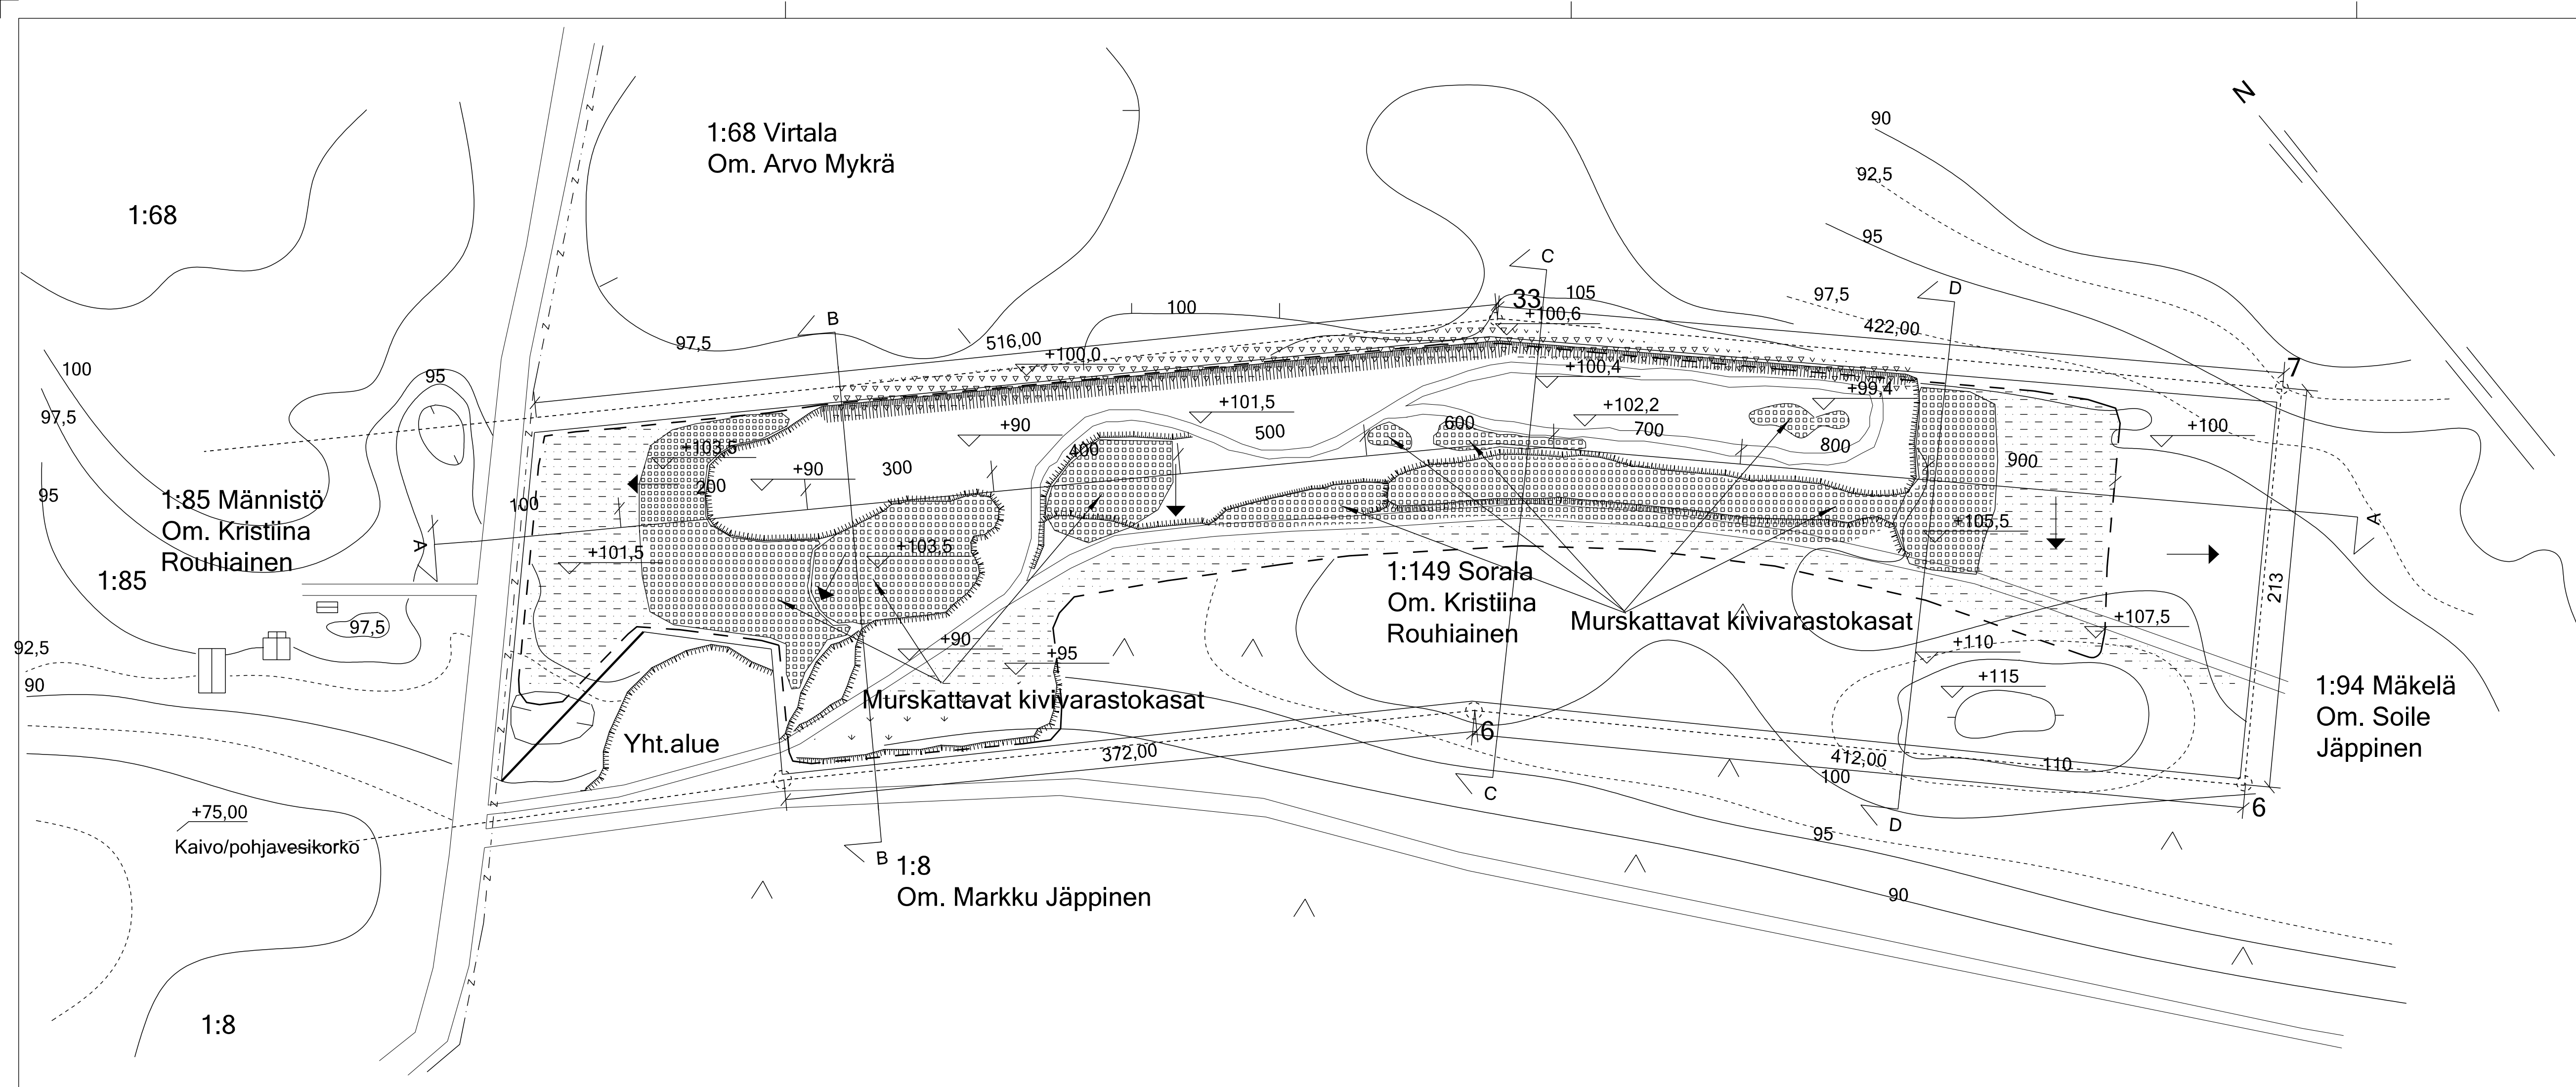 N
90
92,5
95
97,5
1:68 Virtala
Om. Arvo Mykrä
1:68
C
D
B
33
105
+100,6
422,00
100
516,00
97,5
+100,0
+100,4
+99,4
7
100
95
97,5
+101,5
+102,2
+90
500
600
700
800
+100
+103,5
400
+90
300
200
900
95
1:85 Männistö
Om. Kristiina
Rouhiainen
100
A
A
+101,5
+103,5
+105,5
1:85
1:149 Sorala
Om. Kristiina
Rouhiainen
Murskattavat kivivarastokasat
213
+107,5
97,5
92,5
90
+90
+95
+110
+115
Murskattavat kivivarastokasat
1:94 Mäkelä
Om. Soile
Jäppinen
Yht.alue
372,00
6
412,00
110
100
C
D
6
+75,00
Kaivo/pohjavesikorko
95
B
1:8
Om. Markku Jäppinen
90
1:8
z
z
z
z
z
z
z
z
z
z